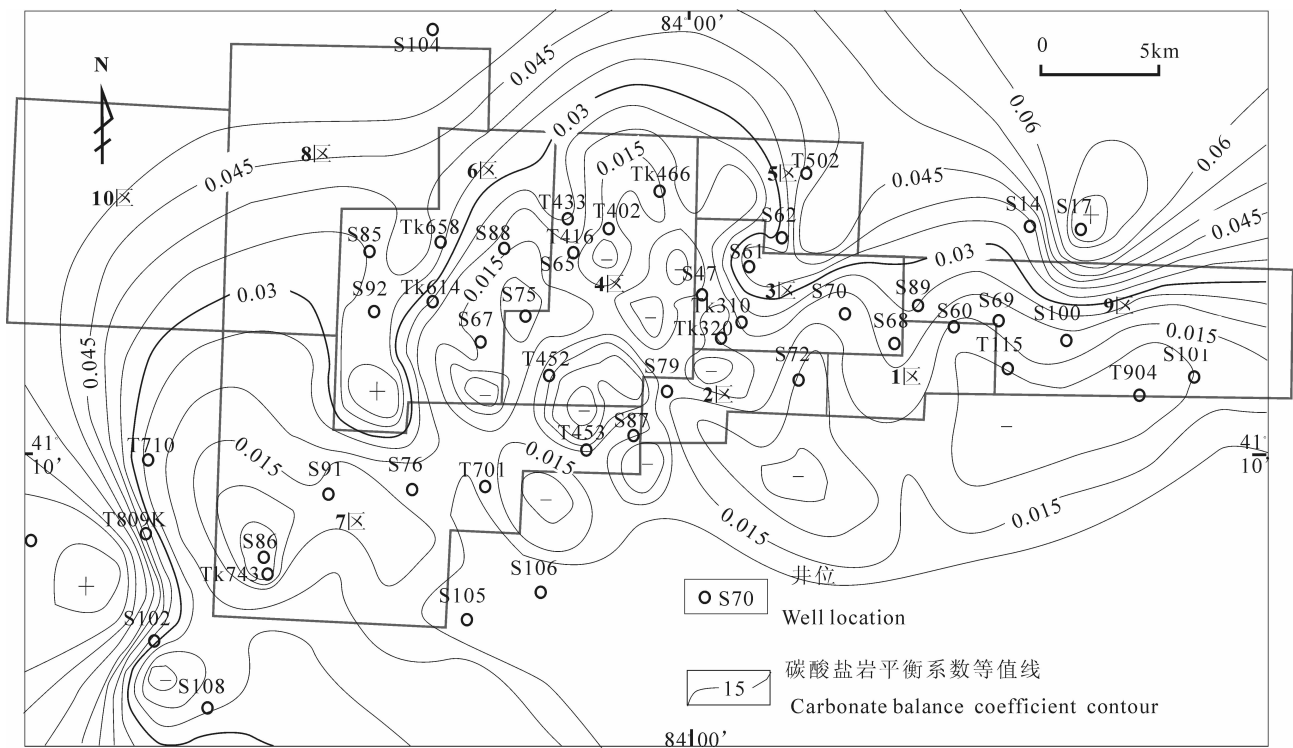 84°00'
S104
0 5km
N
0.045
0.06
0.03
8区
6区
0.015
5区
T502
0.06
0.045
Tk466
0.045
10区
T433
T402
S62
S14
S17
0.045
S85
Tk658
S88
T416
S65
S61
0.03
0.015
4区
S47
3区
S70
S89
9区
0.03
S92
Tk614
S75
Tk310
S60
S69
S100
S67
Tk320
S68
0.015
0.045
T452
S79
S72
1区
T115
S101
2区
T904
T453
S87
41°
10'
T710
0.015
S91
S76
T701
0.015
41°
10'
T809K
7区
0.015
0.015
S86
Tk743
S106
S105
S102
S108
井位
S70
Well location
碳酸盐岩平衡系数等值线
15
Carbonate balance coefficient contour
84°00'